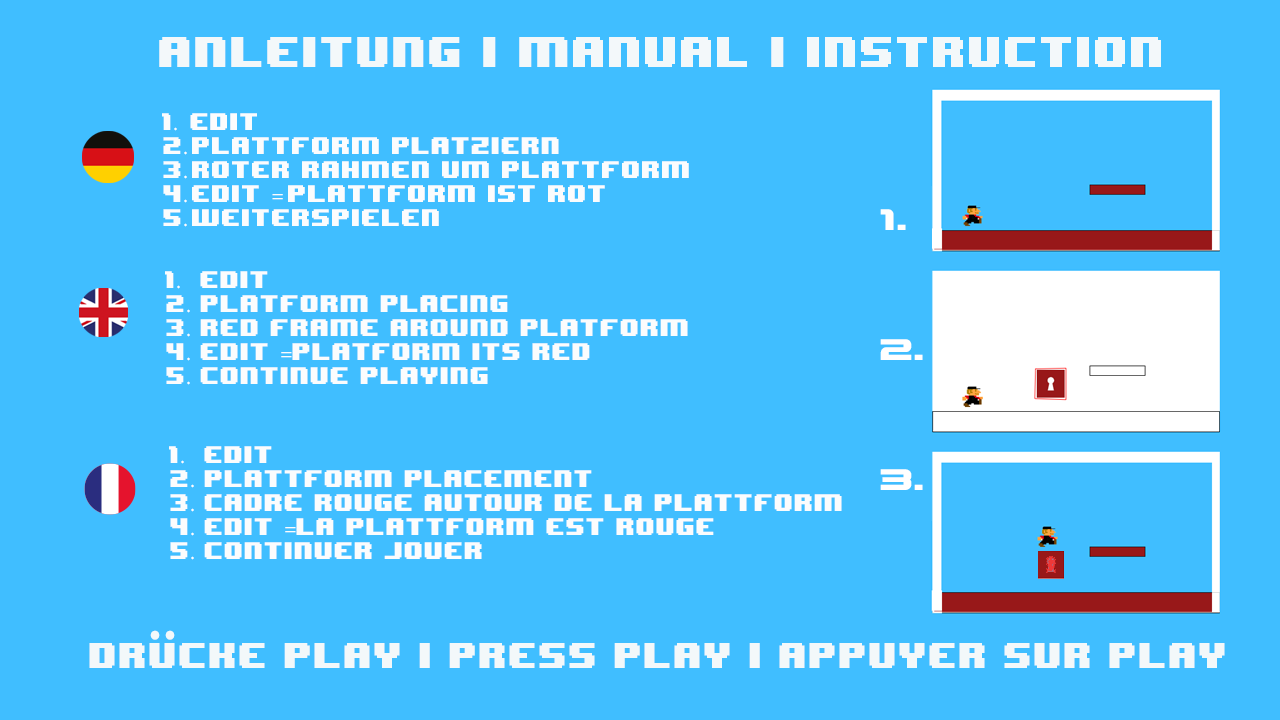 ANLEITUNG | MANUAL | INSTRUCTION
1. EDIT
2.PLATTFORM PLATZIERN
3.ROTER RAHMEN UM PLATTFORM
4.EDIT =PLATTFORM IST ROT
5.WEITERSPIELEN
1. EDIT
2. PLATFORM PLACING
3. RED FRAME AROUND PLATFORM
4. EDIT =PLATFORM ITS RED
5. CONTINUE PLAYING
1. EDIT
2. PLATTFORM PLACEMENT
3. CADRE ROUGE AUTOUR DE LA PLATTFORM
4. EDIT =LA PLATTFORM EST ROUGE
5. CONTINUER JOUER
1.
2.
3.
DRÜCKE PLAY | PRESS PLAY | APPUYER SUR PLAY